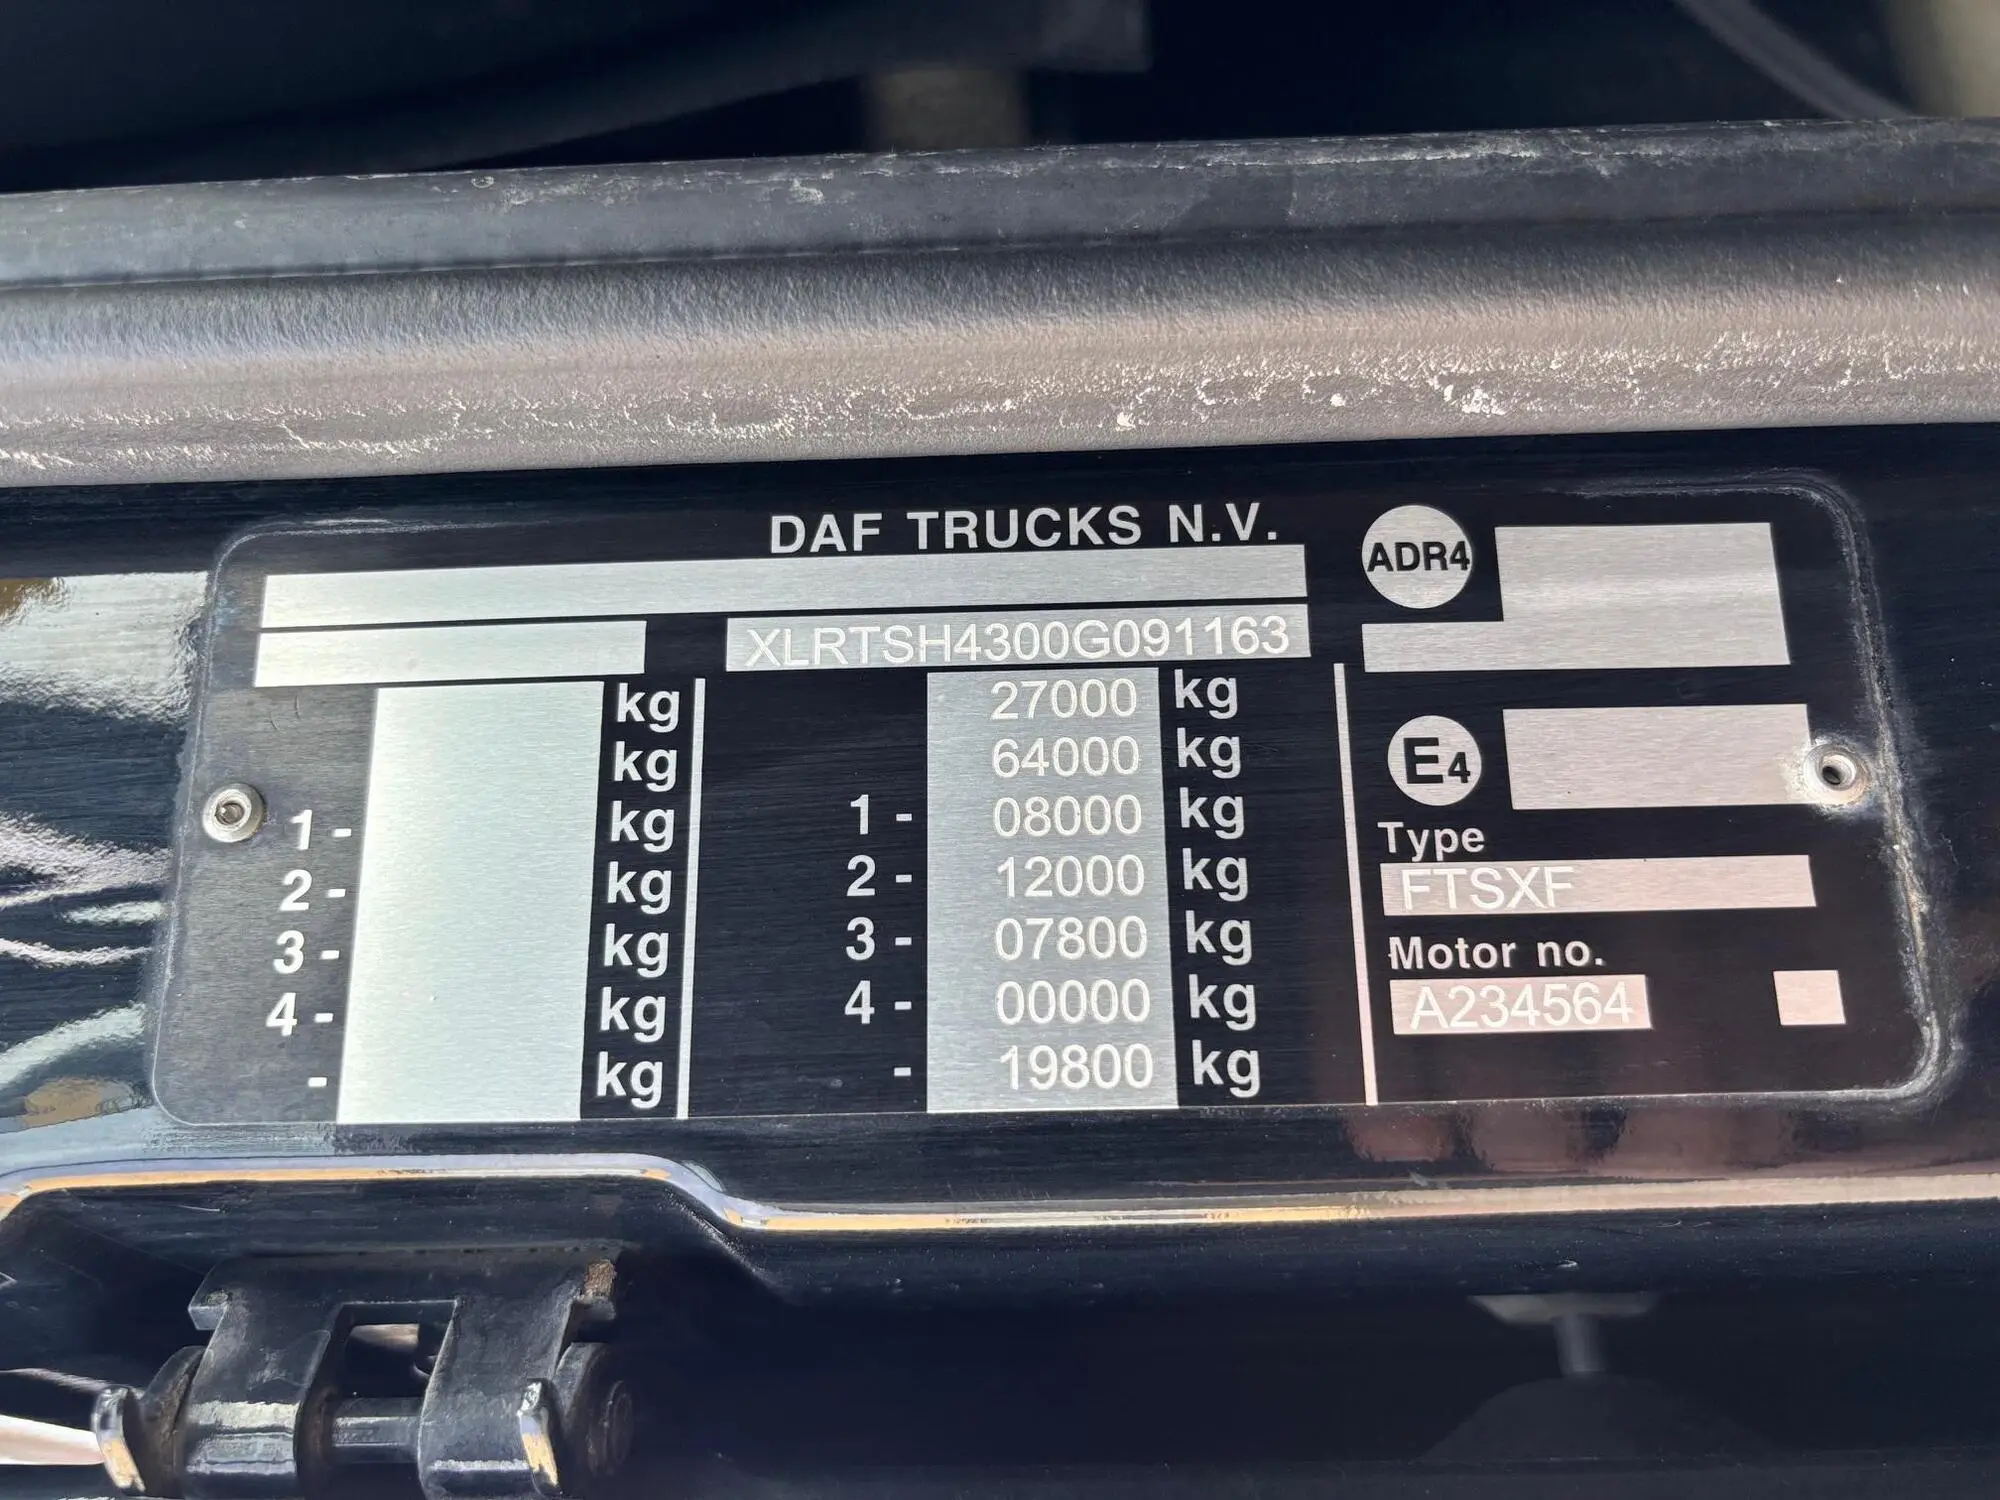 DAF TRUCKS N.V.
XLRTSH4300G091163
kg
kg
1- kg
2- kg
3- kg
4- kg
- kg
27000 kg
64000 kg
1- 08000 kg
2- 12000 kg
3- 07800 kg
4- 00000 kg
- 19800 kg
ADR4
E4
Type
FTSXF
Motor no.
A234564